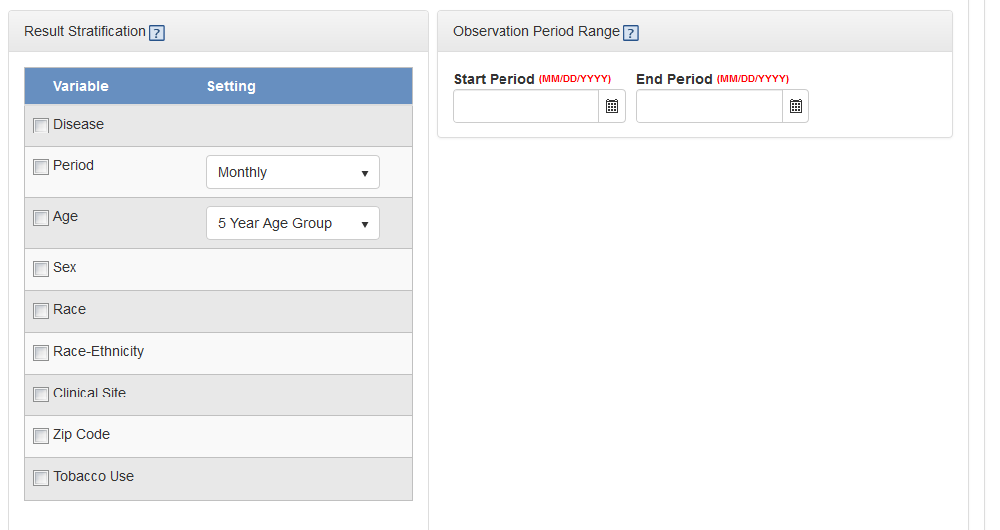 Result Stratification ?
Variable Setting
Disease
Period Monthly
Age 5 Year Age Group
Sex
Race
Race-Ethnicity
Clinical Site
Zip Code
Tobacco Use
Observation Period Range ?
Start Period (MM/DD/YYYY) End Period (MM/DD/YYYY)